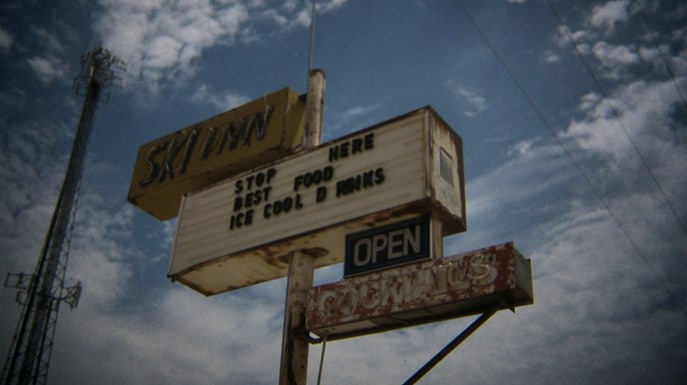 SKI INN
STOP HERE
BEST FOOD
ICE COOL D RINKS
OPEN
COCKTAILS